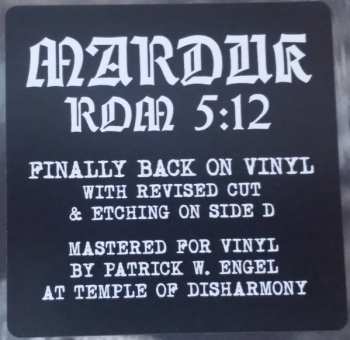 MARDUK
ROM 5:12
FINALLY BACK ON VINYL
WITH REVISED CUT
& ETCHING ON SIDE D
MASTERED FOR VINYL
BY PATRICK W. ENGEL
AT TEMPLE OF DISHARMONY